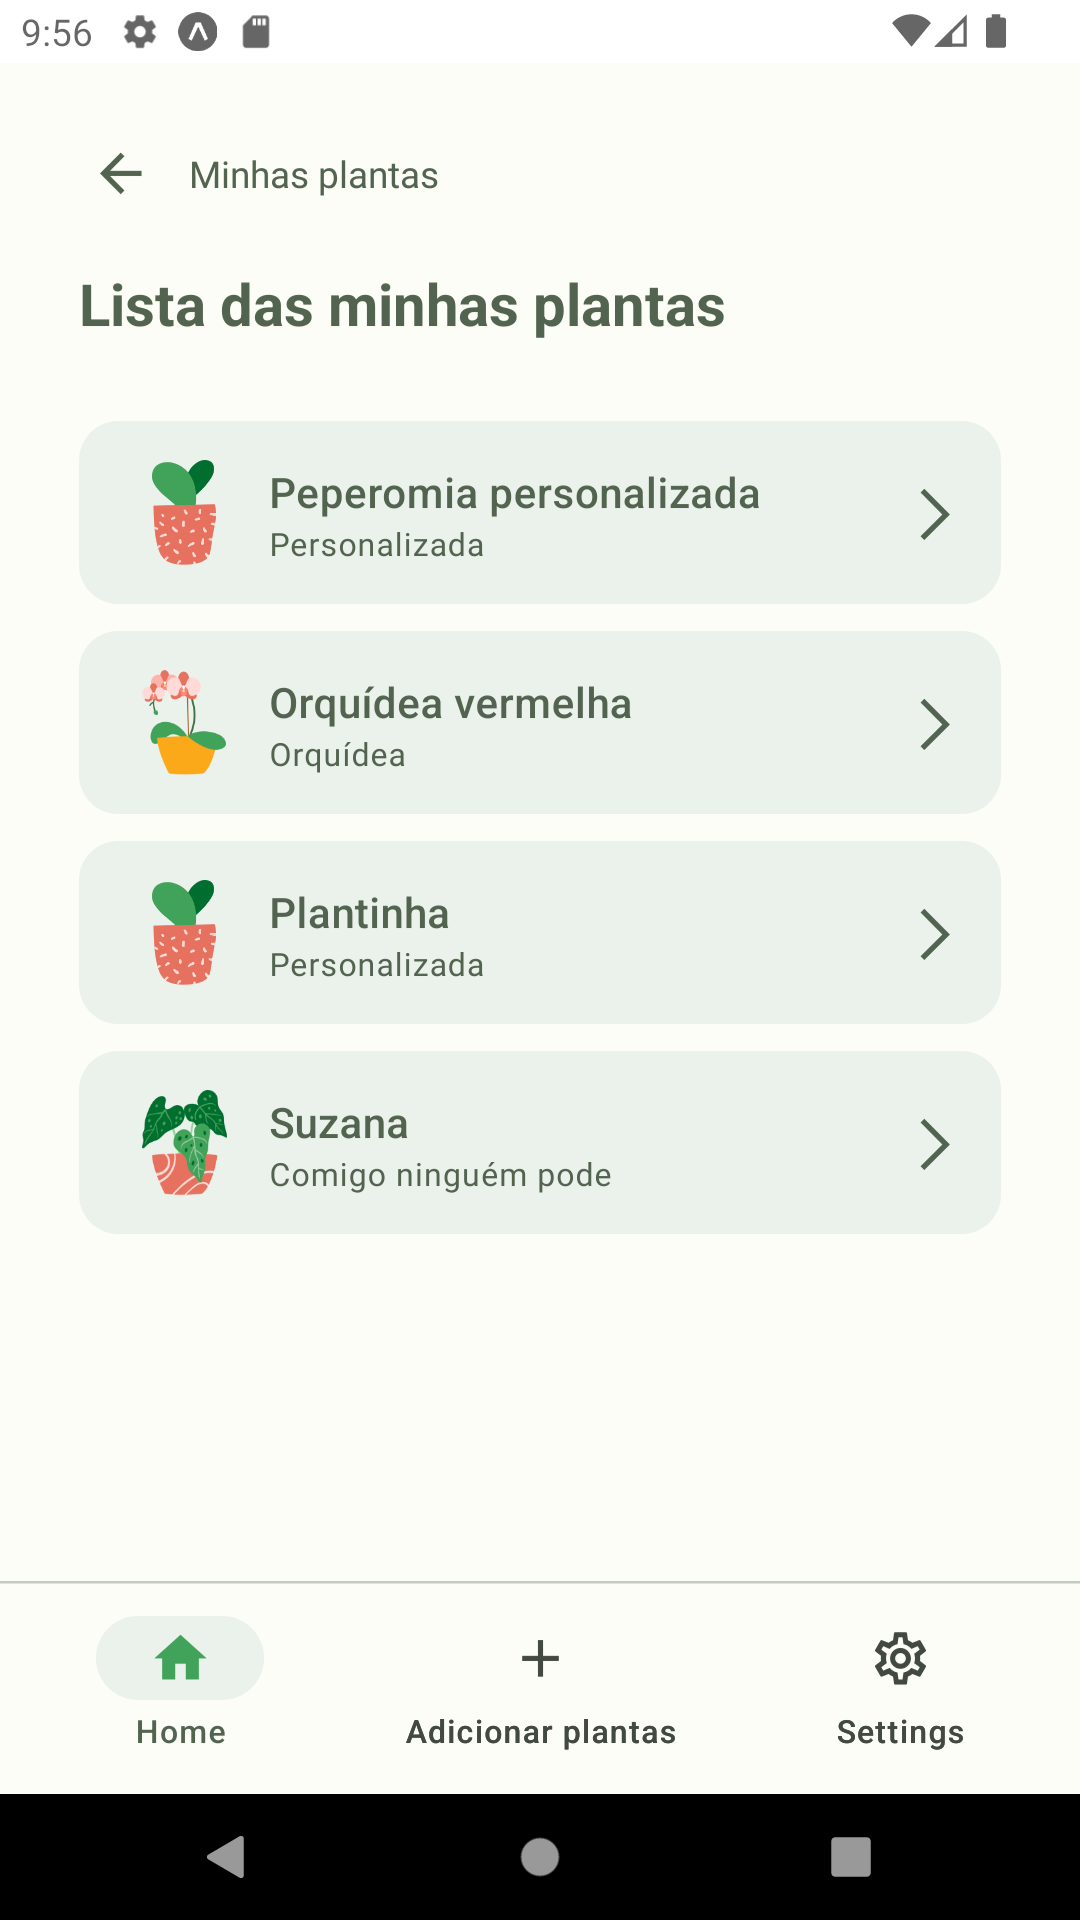 9:56
Minhas plantas
Lista das minhas plantas
Peperomia personalizada
Personalizada
Orquídea vermelha
Orquídea
Plantinha
Personalizada
Suzana
Comigo ninguém pode
Home
Adicionar plantas
Settings